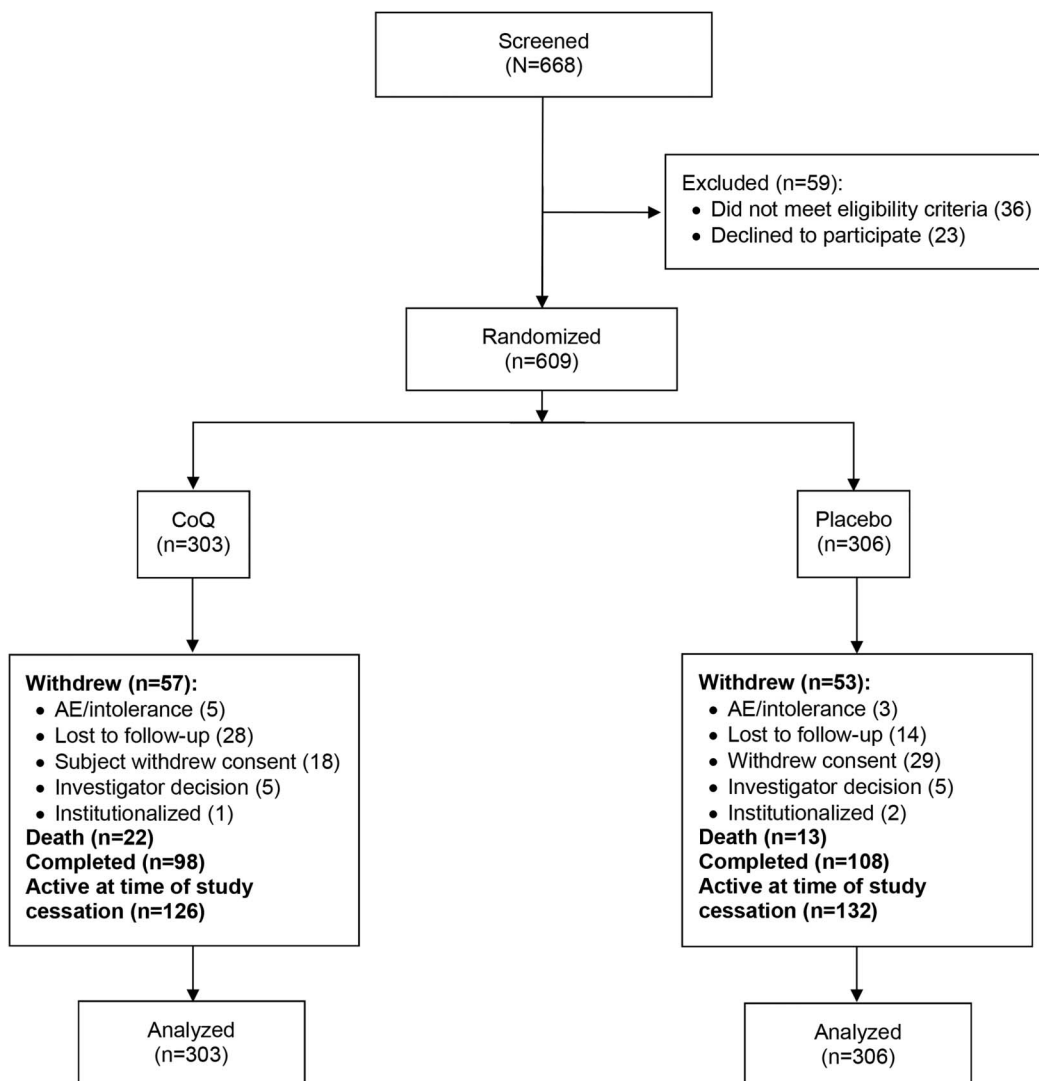 Screened
(N=668)
Excluded (n=59):
• Did not meet eligibility criteria (36)
• Declined to participate (23)
Randomized
(n=609)
CoQ
(n=303)
Placebo
(n=306)
Withdrew (n=57):
• AE/intolerance (5)
• Lost to follow-up (28)
• Subject withdrew consent (18)
• Investigator decision (5)
• Institutionalized (1)
Death (n=22)
Completed (n=98)
Active at time of study
cessation (n=126)
Withdrew (n=53):
• AE/intolerance (3)
• Lost to follow-up (14)
• Withdrew consent (29)
• Investigator decision (5)
• Institutionalized (2)
Death (n=13)
Completed (n=108)
Active at time of study
cessation (n=132)
Analyzed
(n=303)
Analyzed
(n=306)